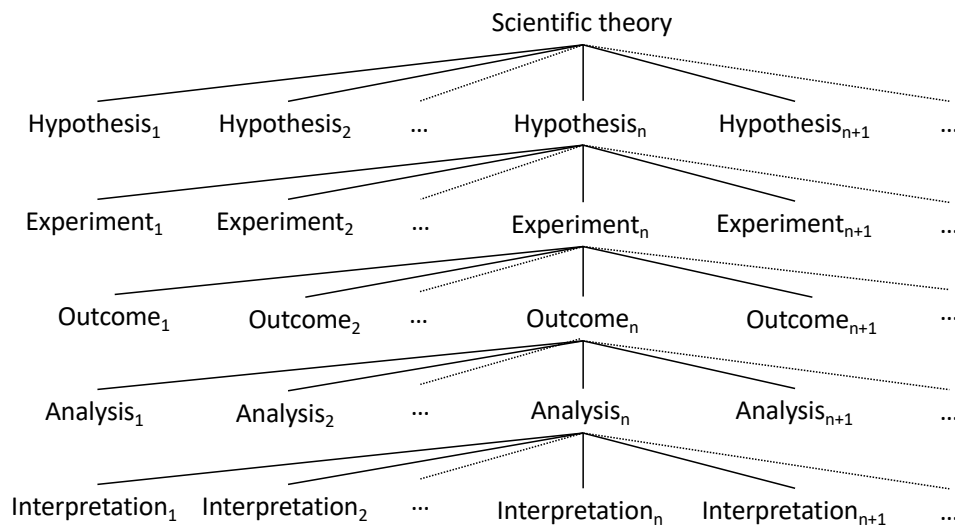 Scientific theory
Hypothesis₁ Hypothesis₂ ... Hypothesisₙ Hypothesisₙ₊₁ ...
Experiment₁ Experiment₂ ... Experimentₙ Experimentₙ₊₁ ...
Outcome₁ Outcome₂ ... Outcomeₙ Outcomeₙ₊₁ ...
Analysis₁ Analysis₂ ... Analysisₙ Analysisₙ₊₁ ...
Interpretation₁ Interpretation₂ ... Interpretationₙ Interpretationₙ₊₁ ...